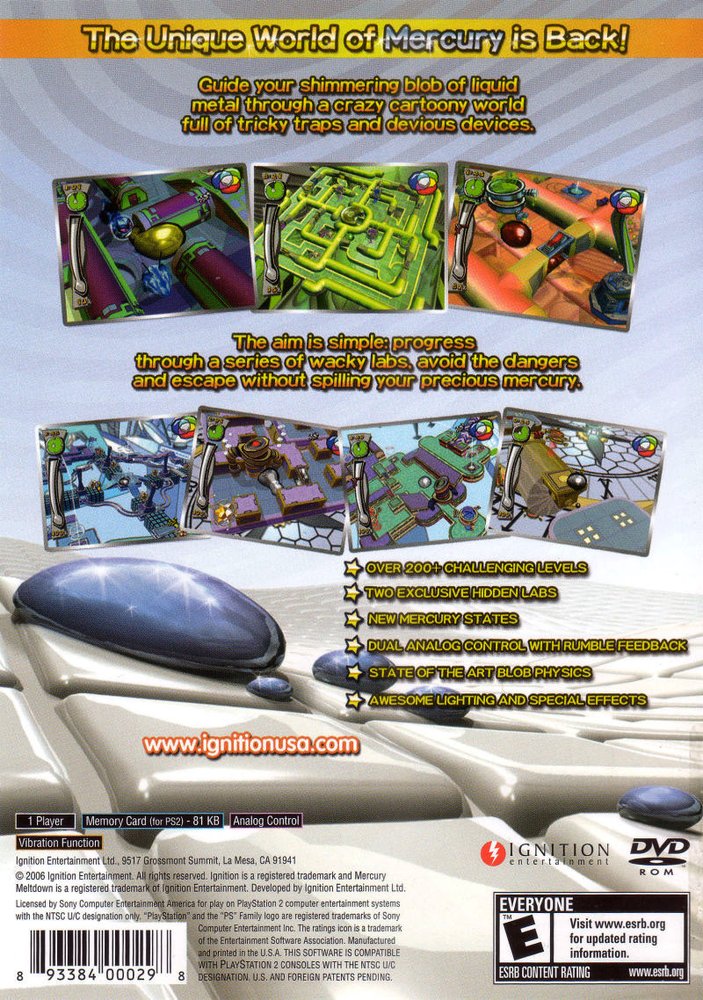 The Unique World of Mercury is Back!
Guide your shimmering blob of liquid
metal through a crazy cartoony world
full of tricky traps and devious devices.
The aim is simple: progress
through a series of wacky labs, avoid the dangers
and escape without spilling your precious mercury.
OVER 200+ CHALLENGING LEVELS
TWO EXCLUSIVE HIDDEN LABS
NEW MERCURY STATES
DUAL ANALOG CONTROL WITH RUMBLE FEEDBACK
STATE OF THE ART BLOB PHYSICS
AWESOME LIGHTING AND SPECIAL EFFECTS
www.ignitionusa.com
1 Player
Memory Card (for PS2) - 81 KB
Analog Control
Vibration Function
Ignition Entertainment Ltd., 9517 Grossmont Summit, La Mesa, CA 91941
© 2006 Ignition Entertainment. All rights reserved. Ignition is a registered trademark and Mercury
Meltdown is a registered trademark of Ignition Entertainment. Developed by Ignition Entertainment Ltd.
Licensed by Sony Computer Entertainment America for play on PlayStation 2 computer entertainment systems
with the NTSC U/C designation only. "PlayStation" and the "PS" Family logo are registered trademarks of Sony
Computer Entertainment Inc. The ratings icon is a trademark
of the Entertainment Software Association. Manufactured
and printed in the U.S.A. THIS SOFTWARE IS COMPATIBLE
WITH PLAYSTATION 2 CONSOLES WITH THE NTSC U/C
DESIGNATION. U.S. AND FOREIGN PATENTS PENDING.
8 93384 00029 8
IGNITION
entertainment
DVD
ROM
EVERYONE
E
TM
ESRB CONTENT RATING
Visit www.esrb.org
for updated rating
information.
www.esrb.org